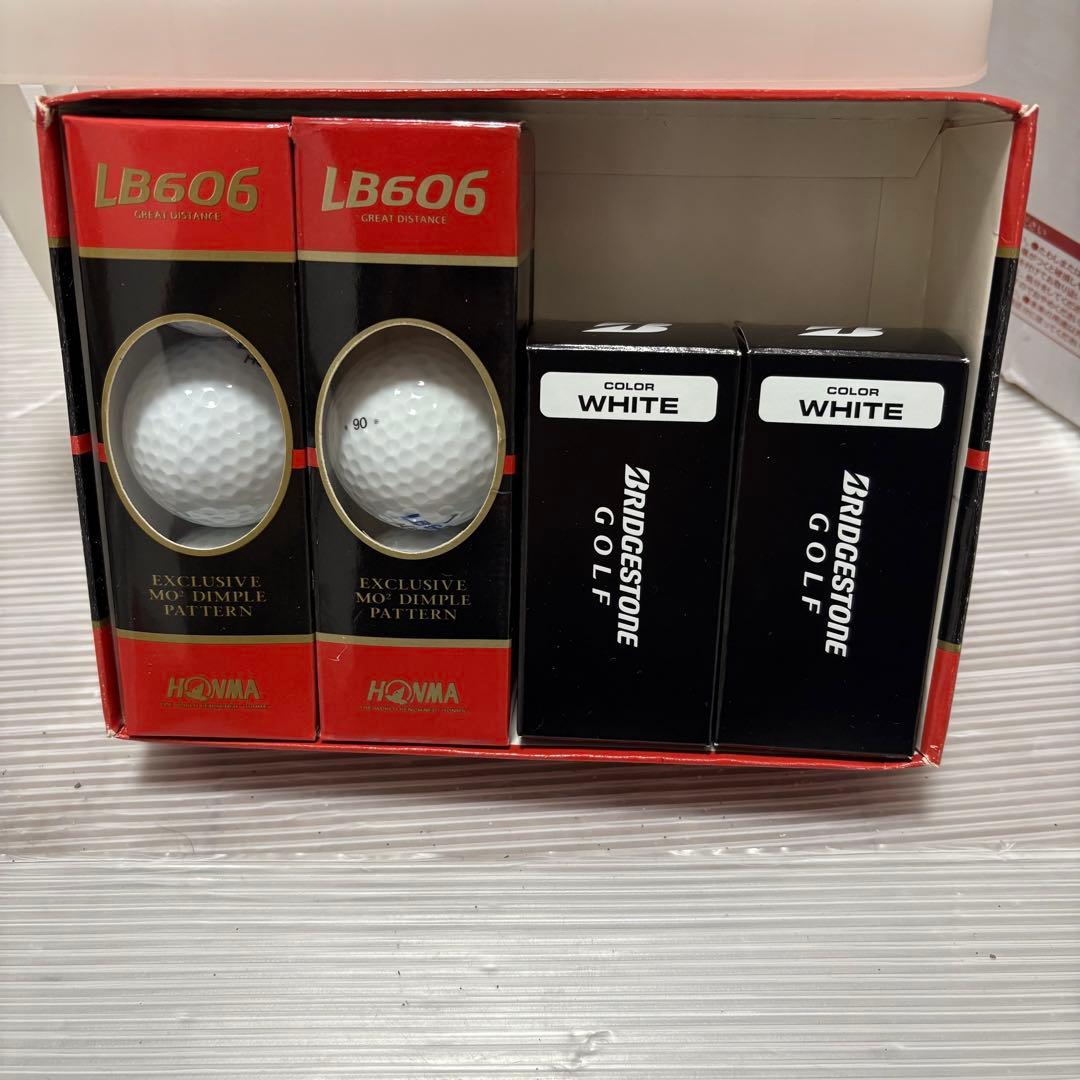 LB606
GREAT DISTANCE
EXCLUSIVE
MO² DIMPLE
PATTERN
HONMA
LB606
GREAT DISTANCE
90
EXCLUSIVE
MO² DIMPLE
PATTERN
HONMA
COLOR
WHITE
BRIDGESTONE
GOLF
COLOR
WHITE
BRIDGESTONE
GOLF